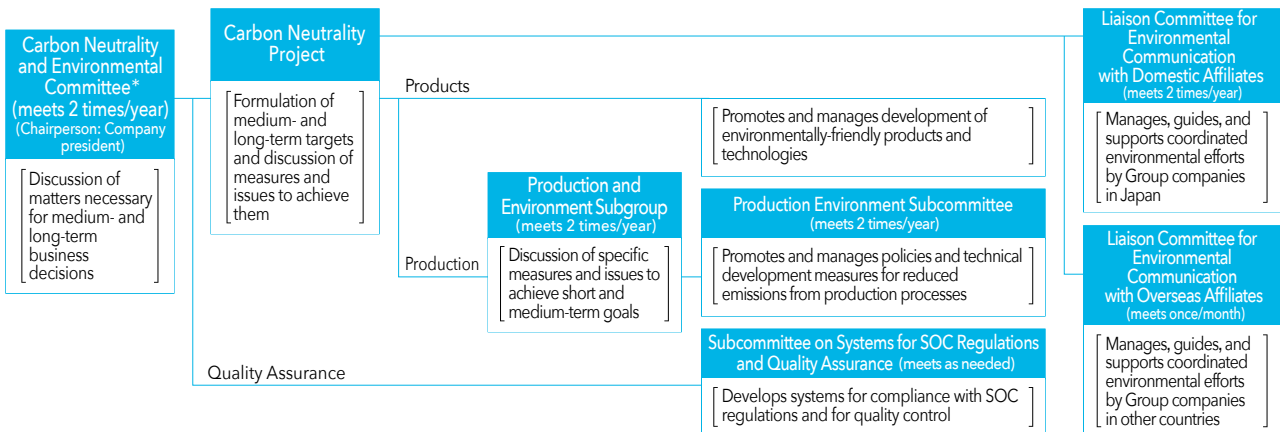 Carbon Neutrality
and Environmental
Committee*
(meets 2 times/year)
(Chairperson: Company
president)
Discussion of
matters necessary
for medium- and
long-term
business
decisions
Carbon Neutrality
Project
Formulation of
medium- and
long-term targets
and discussion of
measures and
issues to achieve
them
Products
Promotes and manages development of
environmentally-friendly products and
technologies
Production
Production and
Environment Subgroup
(meets 2 times/year)
Discussion of specific
measures and issues to
achieve short and
medium-term goals
Production Environment Subcommittee
(meets 2 times/year)
Promotes and manages policies and technical
development measures for reduced
emissions from production processes
Quality Assurance
Subcommittee on Systems for SOC Regulations
and Quality Assurance (meets as needed)
Develops systems for compliance with SOC
regulations and for quality control
Liaison Committee for
Environmental
Communication
with Domestic Affiliates
(meets 2 times/year)
Manages, guides, and
supports coordinated
environmental efforts
by Group companies
in Japan
Liaison Committee for
Environmental
Communication
with Overseas Affiliates
(meets once/month)
Manages, guides, and
supports coordinated
environmental efforts
by Group companies
in other countries